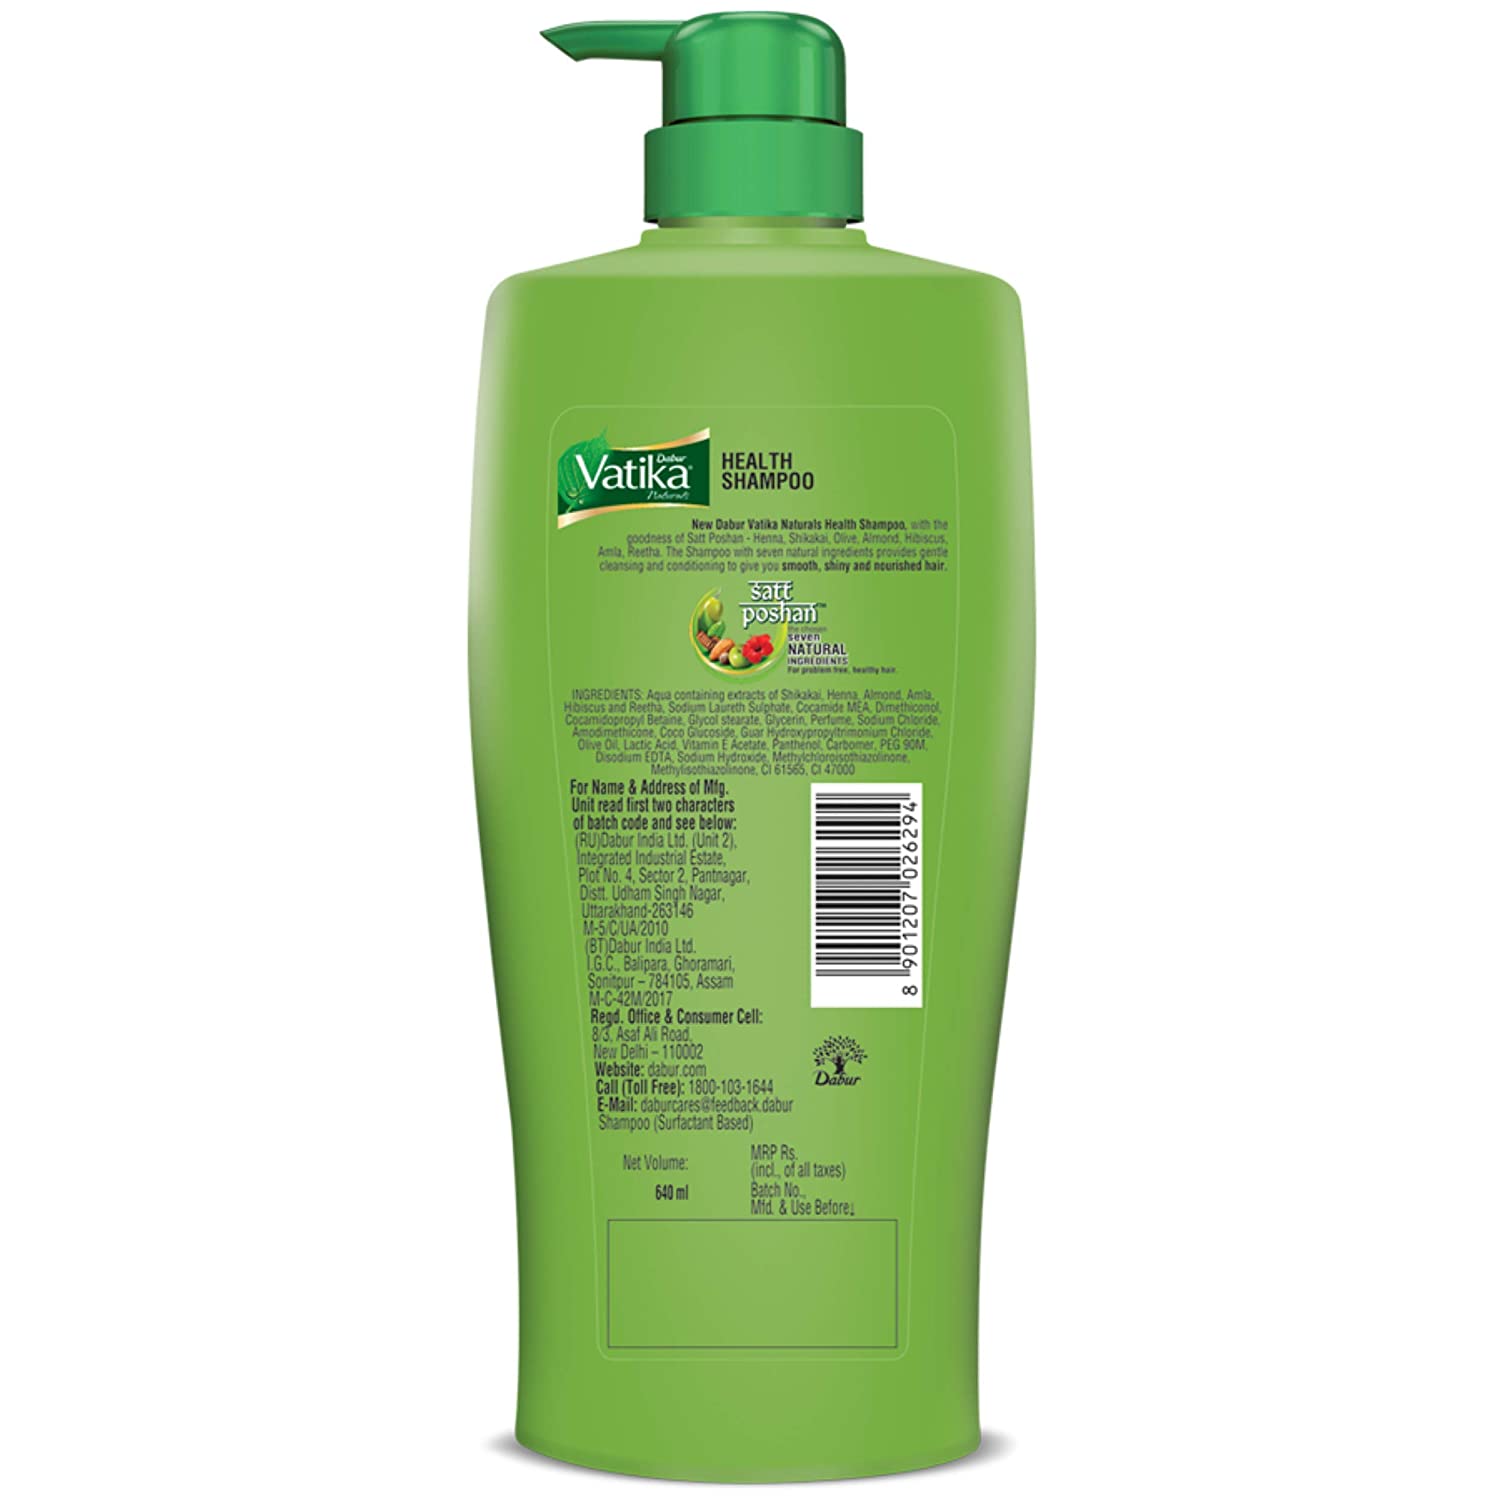 Dabur
Vatika®
Naturals
HEALTH
SHAMPOO
New Dabur Vatika Naturals Health Shampoo, with the
goodness of Satt Poshan - Henna, Shikakai, Olive, Almond, Hibiscus,
Amla, Reetha. The Shampoo with seven natural ingredients provides gentle
cleansing and conditioning to give you smooth, shiny and nourished hair.
satt
poshan™
the chosen
seven
NATURAL
INGREDIENTS
For problem free, healthy hair.
INGREDIENTS: Aqua containing extracts of Shikakai, Henna, Almond, Amla,
Hibiscus and Reetha, Sodium Laureth Sulphate, Cocamide MEA, Dimethiconol,
Cocamidopropyl Betaine, Glycol stearate, Glycerin, Perfume, Sodium Chloride,
Amodimethicone, Coco Glucoside, Guar Hydroxypropyltrimonium Chloride,
Olive Oil, Lactic Acid, Vitamin E Acetate, Panthenol, Carbomer, PEG 90M,
Disodium EDTA, Sodium Hydroxide, Methylchloroisothiazolinone,
Methylisothiazolinone, CI 61565, CI 47000
For Name & Address of Mfg.
Unit read first two characters
of batch code and see below:
(RU)Dabur India Ltd. (Unit 2),
Integrated Industrial Estate,
Plot No. 4, Sector 2, Pantnagar,
Distt. Udham Singh Nagar,
Uttarakhand-263146
M-5/C/UA/2010
(BT)Dabur India Ltd.
I.G.C., Balipara, Ghoramari,
Sonitpur – 784105, Assam
M-C-42M/2017
Regd. Office & Consumer Cell:
8/3, Asaf Ali Road,
New Delhi – 110002
Website: dabur.com
Call (Toll Free): 1800-103-1644
E-Mail: daburcares@feedback.dabur
Shampoo (Surfactant Based)
8 901207 026294
Dabur
Net Volume:
640 ml
MRP Rs.
(incl., of all taxes)
Batch No.,
Mfd. & Use Before↓